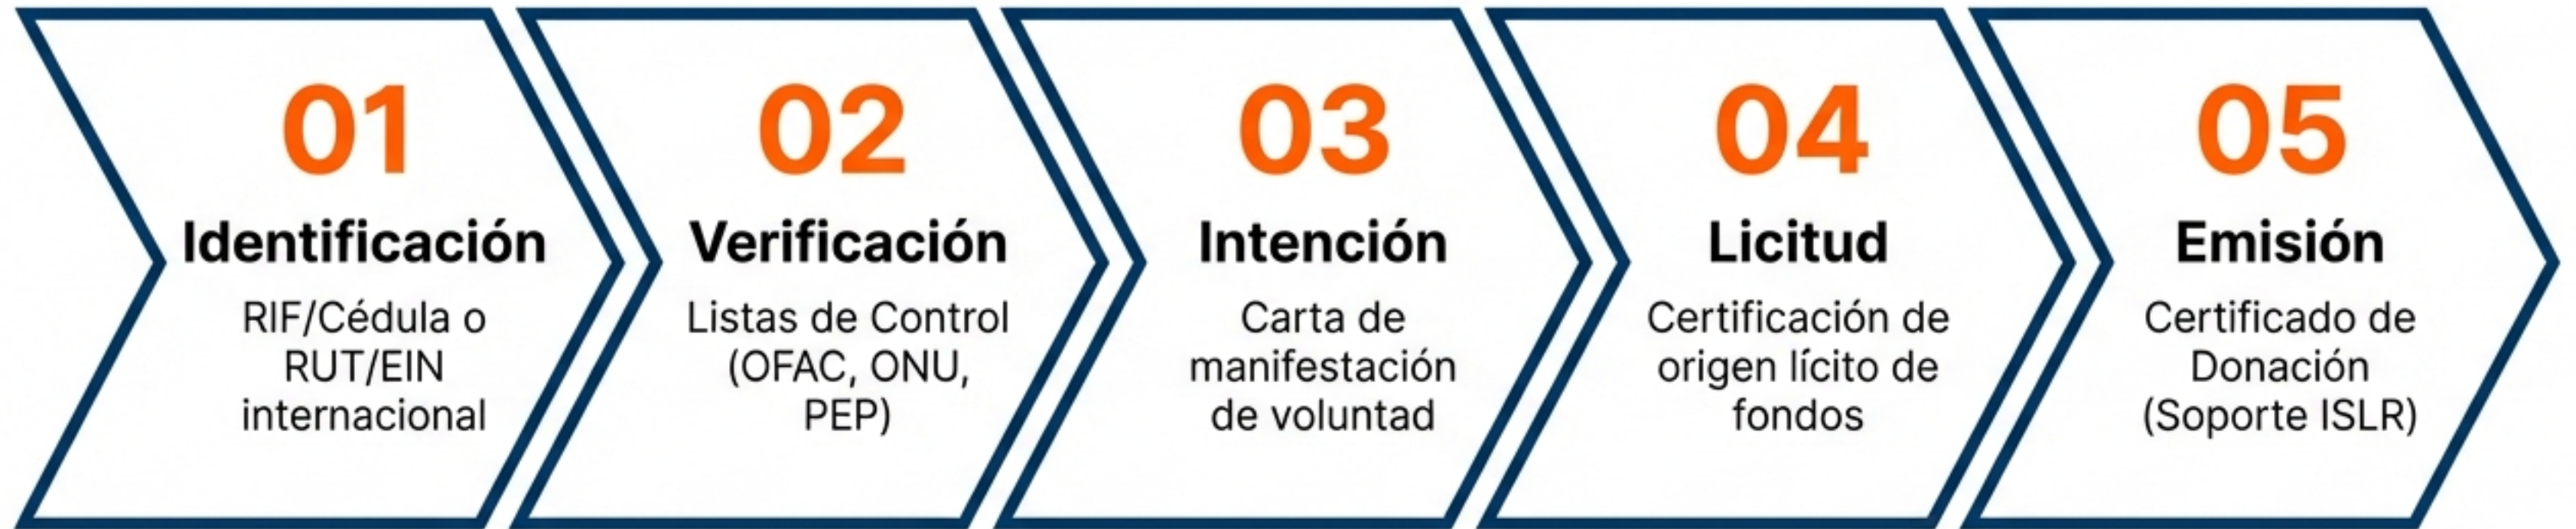 01
Identificación
RIF/Cédula o
RUT/EIN
internacional
02
Verificación
Listas de Control
(OFAC, ONU,
PEP)
03
Intención
Carta de
manifestación
de voluntad
04
Licitud
Certificación de
origen lícito de
fondos
05
Emisión
Certificado de
Donación
(Soporte ISLR)